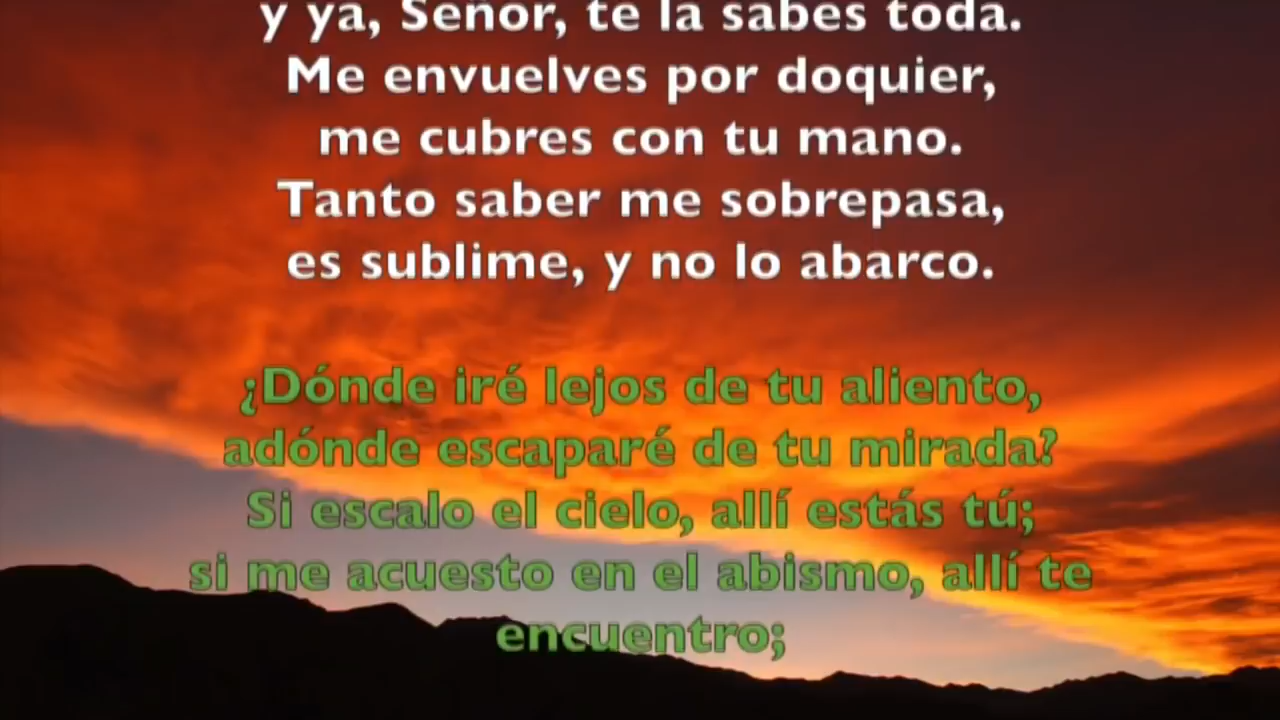 y ya, Señor, te la sabes toda.
Me envuelves por doquier,
me cubres con tu mano.
Tanto saber me sobrepasa,
es sublime, y no lo abarco.
¿Dónde iré lejos de tu aliento,
adónde escaparé de tu mirada?
Si escalo el cielo, allí estás tú;
si me acuesto en el abismo, allí te
encuentro;